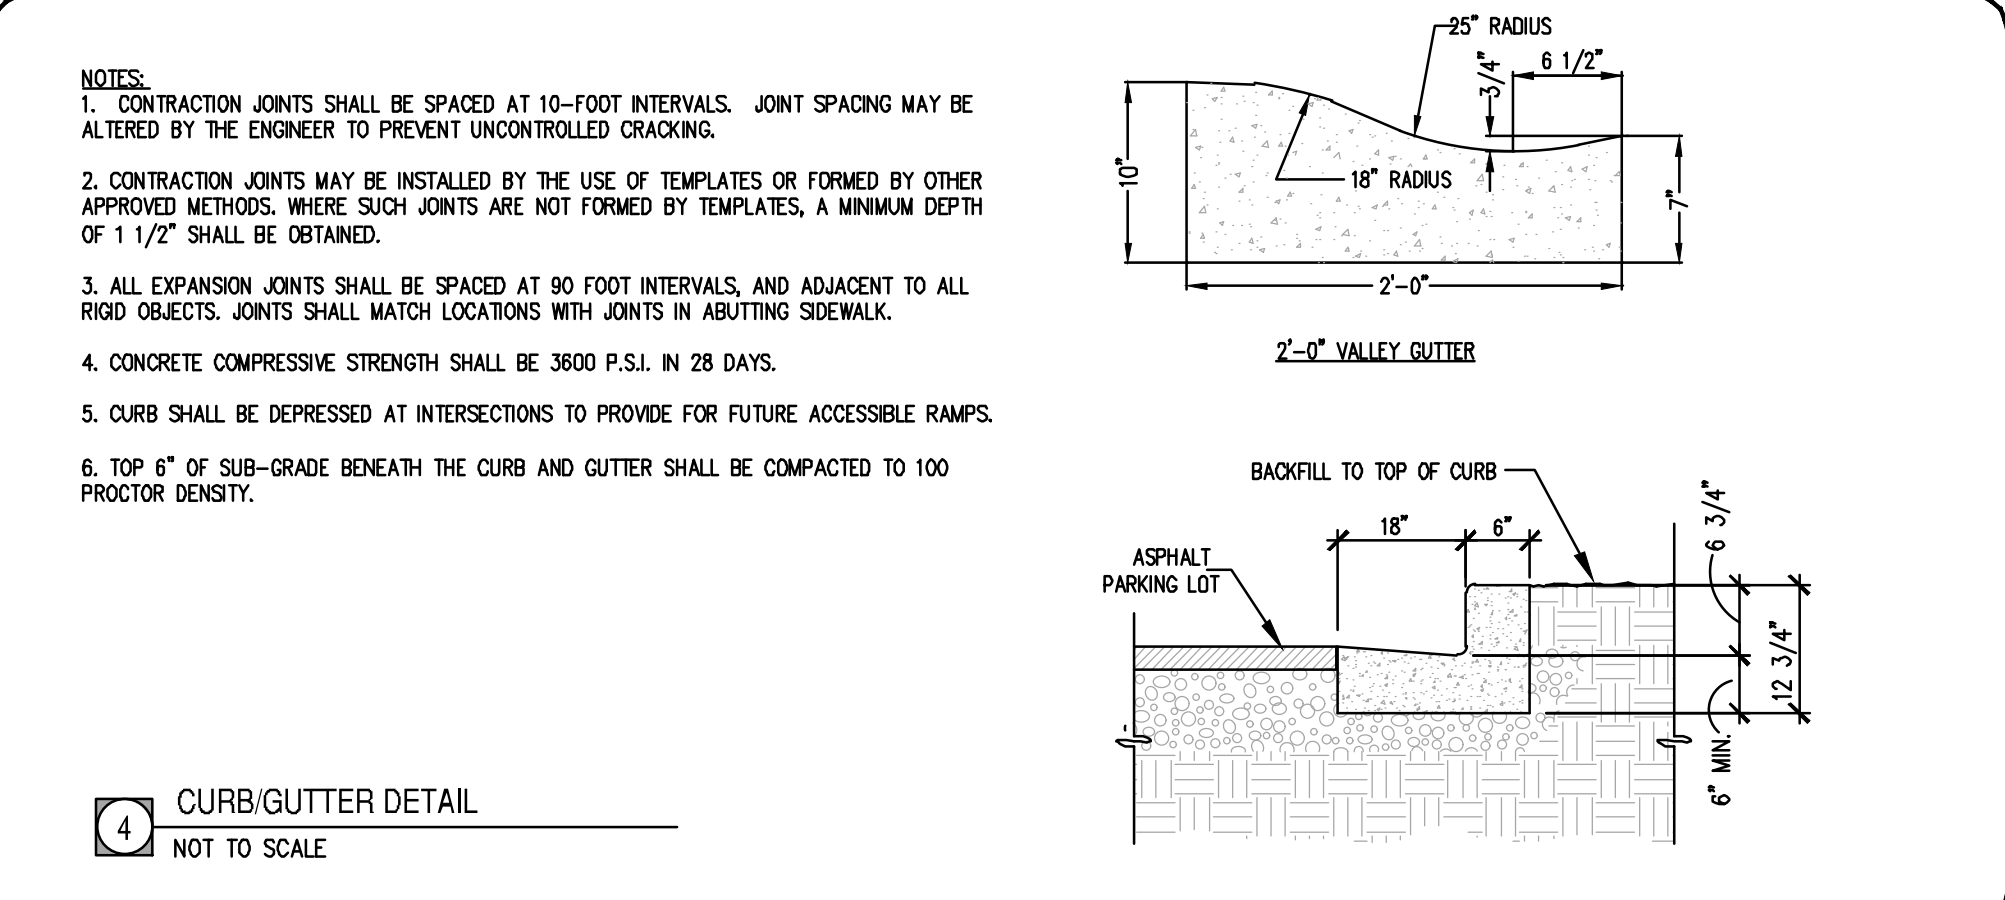 NOTES:
1. CONTRACTION JOINTS SHALL BE SPACED AT 10-FOOT INTERVALS. JOINT SPACING MAY BE
ALTERED BY THE ENGINEER TO PREVENT UNCONTROLLED CRACKING.
2. CONTRACTION JOINTS MAY BE INSTALLED BY THE USE OF TEMPLATES OR FORMED BY OTHER
APPROVED METHODS. WHERE SUCH JOINTS ARE NOT FORMED BY TEMPLATES, A MINIMUM DEPTH
OF 1 1/2" SHALL BE OBTAINED.
3. ALL EXPANSION JOINTS SHALL BE SPACED AT 90 FOOT INTERVALS, AND ADJACENT TO ALL
RIGID OBJECTS. JOINTS SHALL MATCH LOCATIONS WITH JOINTS IN ABUTTING SIDEWALK.
4. CONCRETE COMPRESSIVE STRENGTH SHALL BE 3600 P.S.I. IN 28 DAYS.
5. CURB SHALL BE DEPRESSED AT INTERSECTIONS TO PROVIDE FOR FUTURE ACCESSIBLE RAMPS.
6. TOP 6" OF SUB-GRADE BENEATH THE CURB AND GUTTER SHALL BE COMPACTED TO 100
PROCTOR DENSITY.
4
CURB/GUTTER DETAIL
NOT TO SCALE
25" RADIUS
3/4"
6 1/2"
10"
18" RADIUS
7"
2'-0"
2'-0" VALLEY GUTTER
BACKFILL TO TOP OF CURB
18"
6"
6 3/4"
ASPHALT
PARKING LOT
12 3/4"
6" MIN.